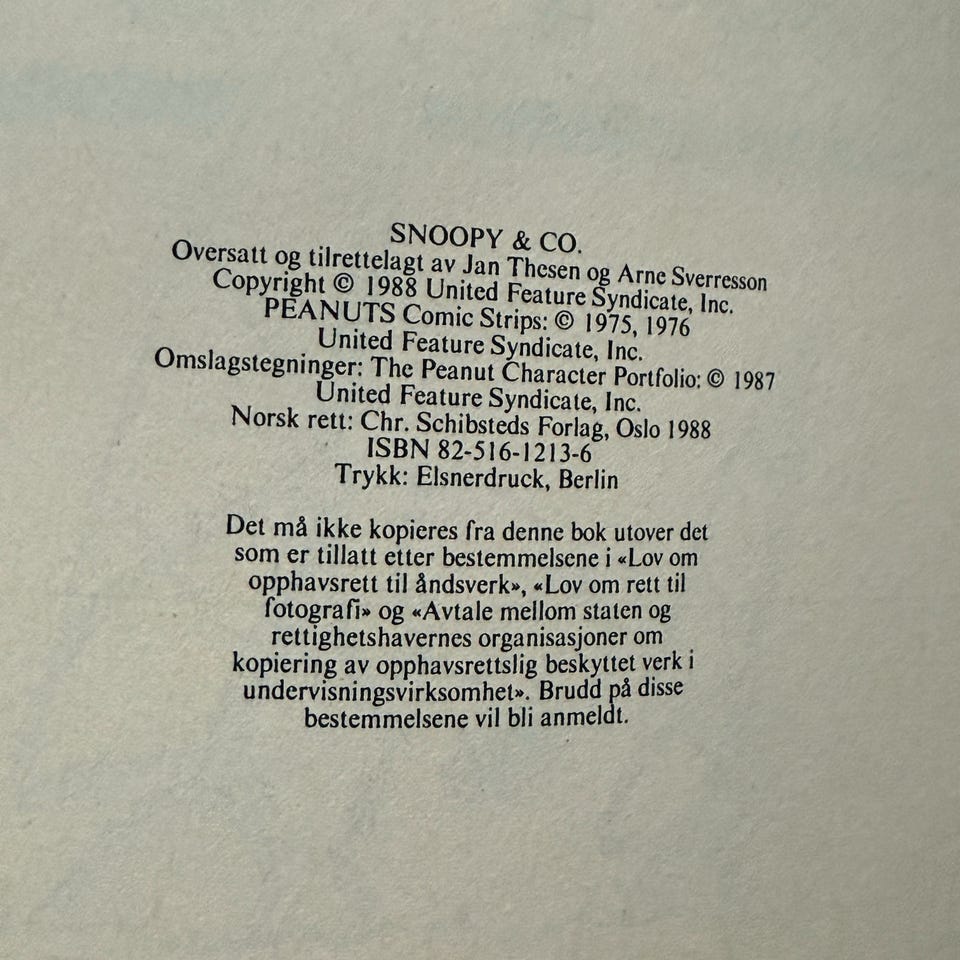 SNOOPY & CO.
Oversatt og tilrettelagt av Jan Thesen og Arne Sverresson
Copyright © 1988 United Feature Syndicate, Inc.
PEANUTS Comic Strips: © 1975, 1976
United Feature Syndicate, Inc.
Omslagstegninger: The Peanut Character Portfolio: © 1987
United Feature Syndicate, Inc.
Norsk rett: Chr. Schibsteds Forlag, Oslo 1988
ISBN 82-516-1213-6
Trykk: Elsnerdruck, Berlin
Det må ikke kopieres fra denne bok utover det
som er tillatt etter bestemmelsene i «Lov om
opphavsrett til åndsverk», «Lov om rett til
fotografi» og «Avtale mellom staten og
rettighetshavernes organisasjoner om
kopiering av opphavsrettslig beskyttet verk i
undervisningsvirksomhet». Brudd på disse
bestemmelsene vil bli anmeldt.